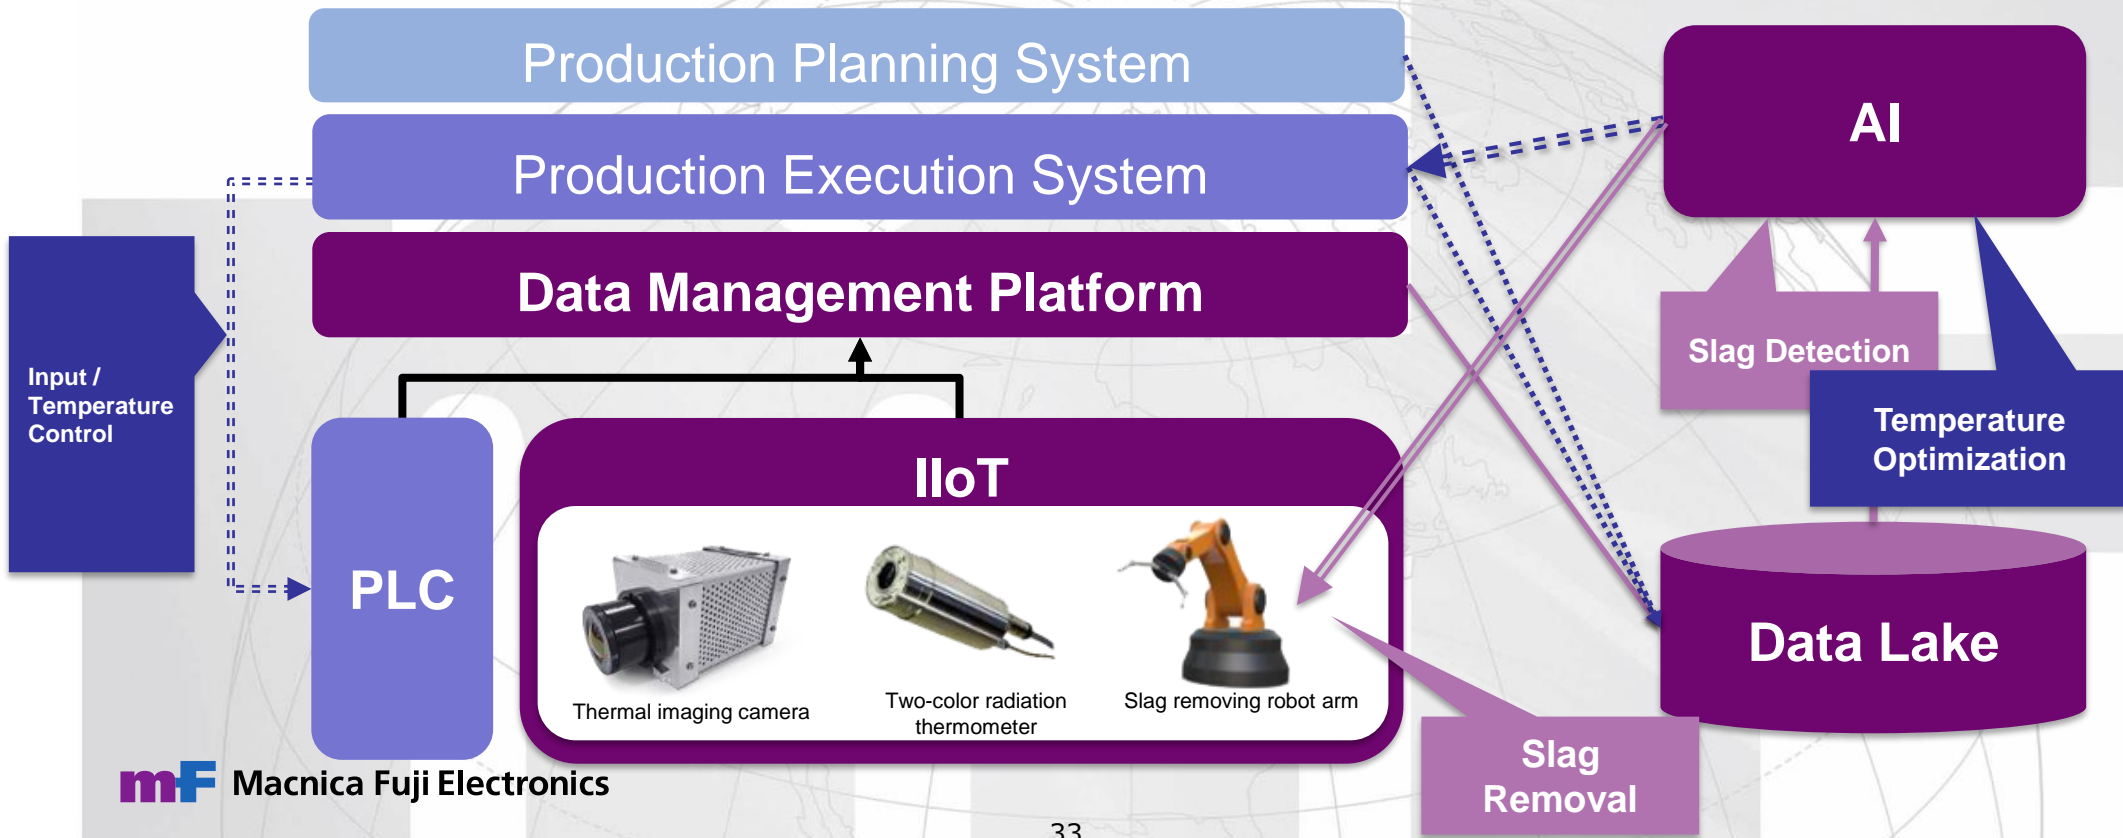 Production Planning System
AI
Production Execution System
Data Management Platform
Input /
Temperature
Control
Slag Detection
Temperature
Optimization
IIoT
PLC
Thermal imaging camera
Two-color radiation
thermometer
Slag removing robot arm
Data Lake
Slag
Removal
mF Macnica Fuji Electronics
33